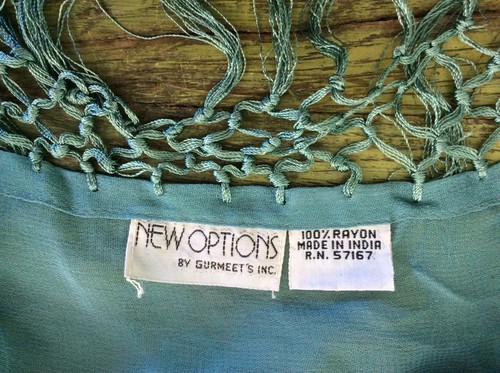 NEW OPTIONS
BY GURMEET'S INC.
100% RAYON
MADE IN INDIA
R.N. 57167